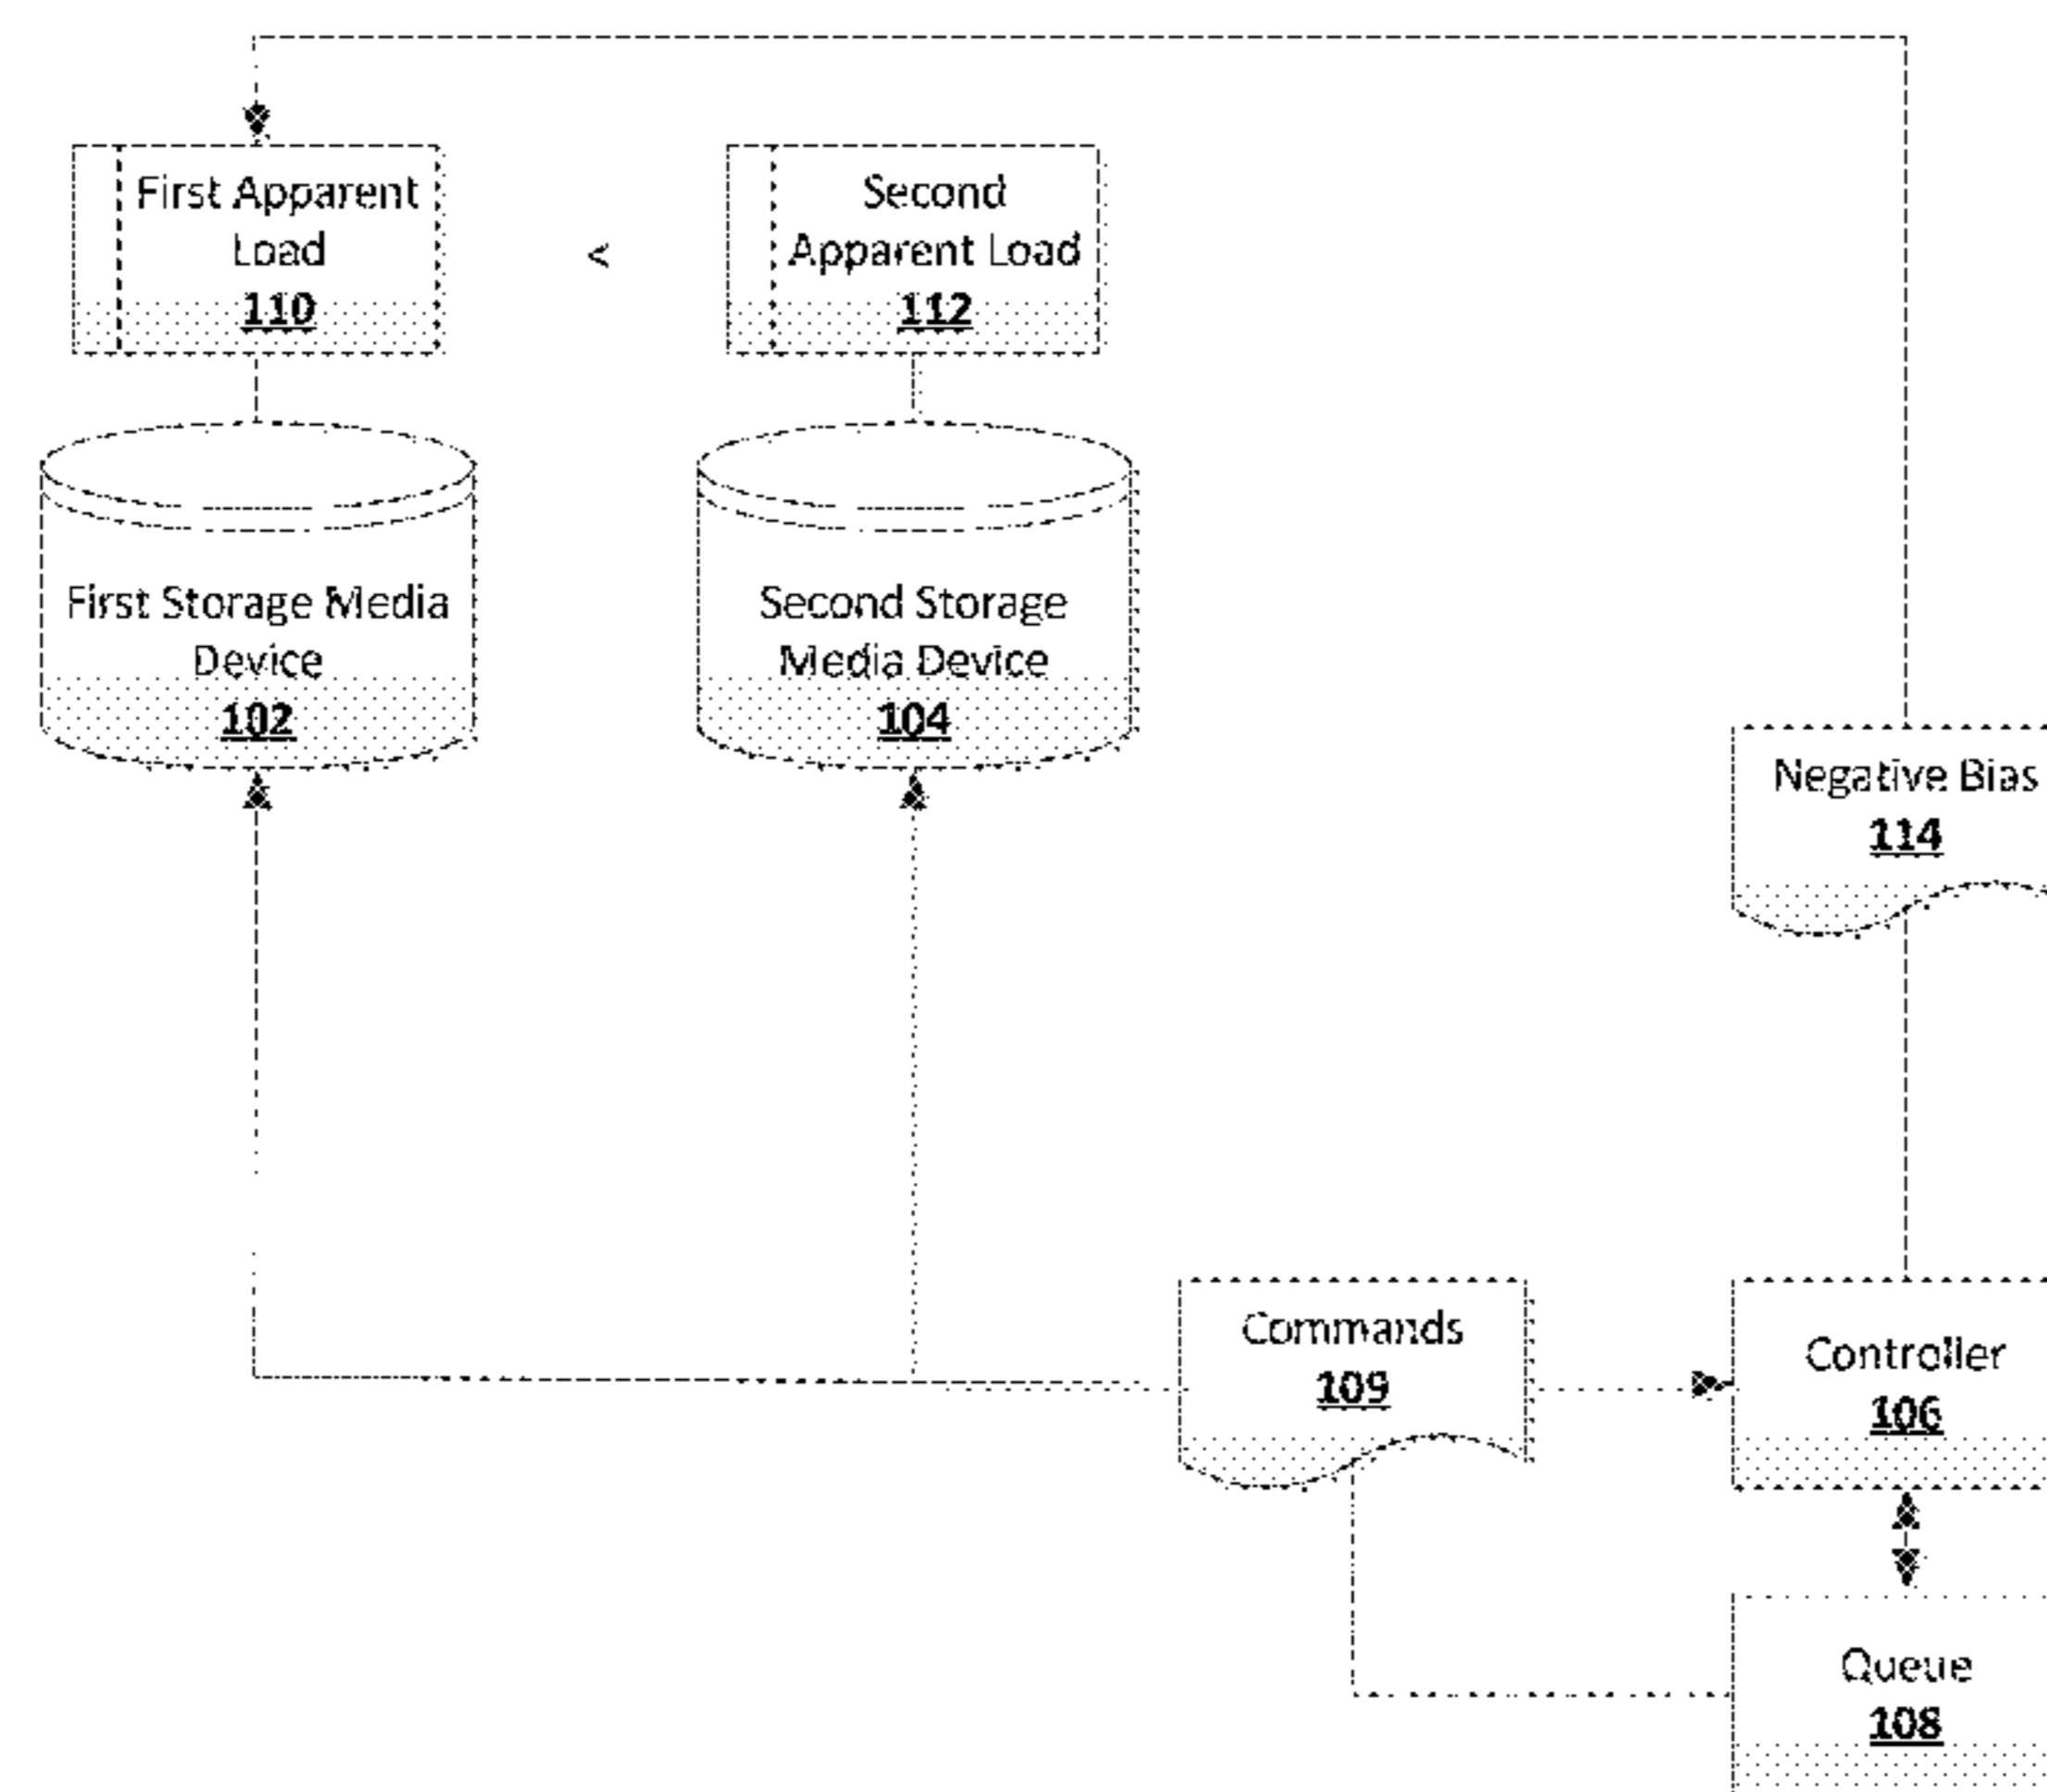 First Apparent
Load
110
<
Second
Apparent Load
112
First Storage Media
Device
102
Second Storage
Media Device
104
Negative Bias
114
Commands
109
Controller
106
Queue
108